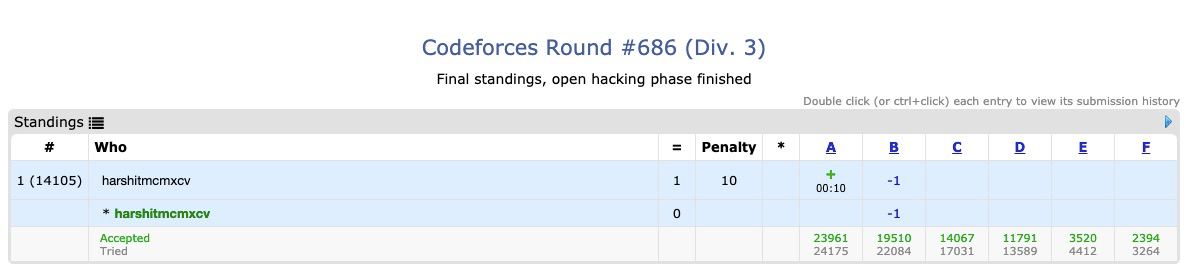 Codeforces Round #686 (Div. 3)
Final standings, open hacking phase finished
Double click (or ctrl+click) each entry to view its submission history
Standings
# Who = Penalty * A B C D E F
1 (14105) harshitmcmxcv 1 10 + -1
00:10
* harshitmcmxcv 0 -1
Accepted 23961 19510 14067 11791 3520 2394
Tried 24175 22084 17031 13589 4412 3264